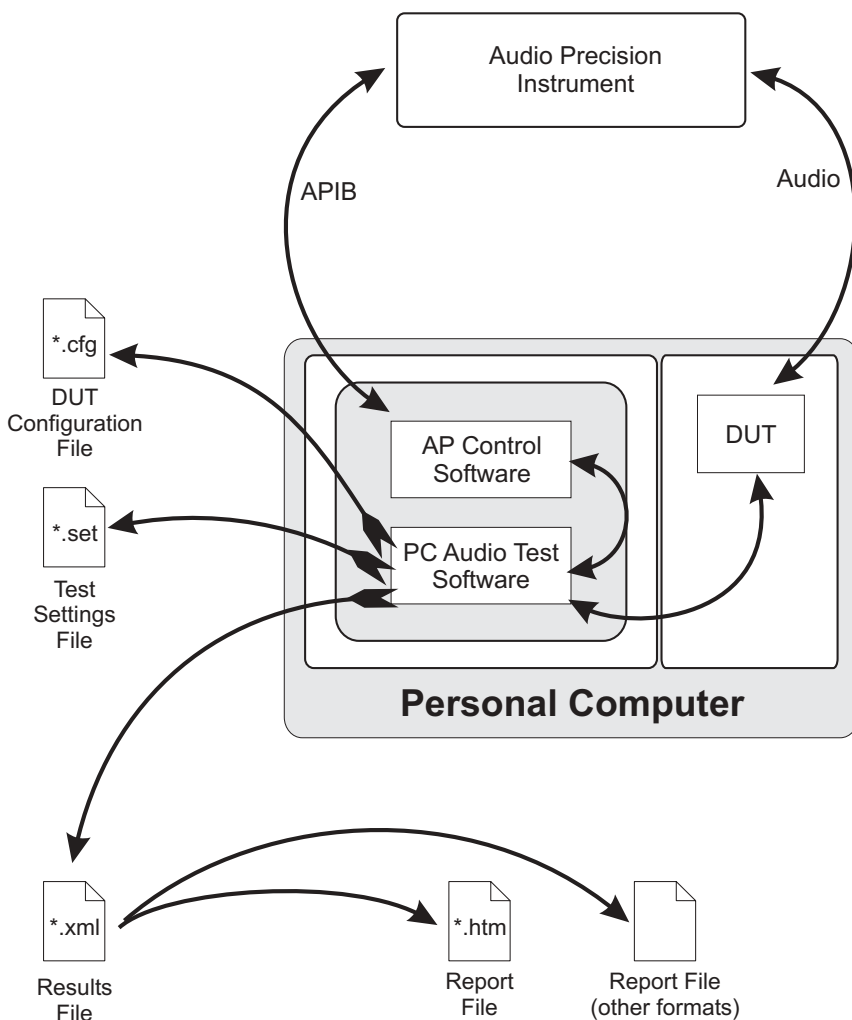 Audio Precision
Instrument
APIB
Audio
*.cfg
DUT
Configuration
File
AP Control
Software
DUT
*.set
Test
Settings
File
PC Audio Test
Software
Personal Computer
*.xml
Results
File
*.htm
Report
File
Report File
(other formats)